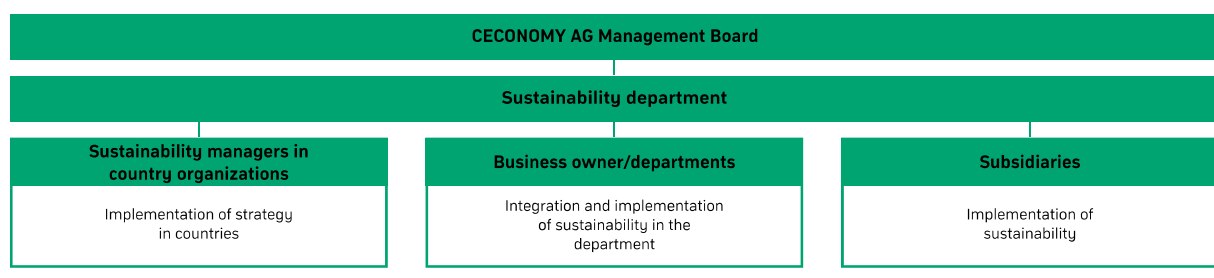 CECONOMY AG Management Board
Sustainability department
Sustainability managers in
country organizations
Implementation of strategy
in countries
Business owner/departments
Integration and implementation
of sustainability in the
department
Subsidiaries
Implementation of
sustainability